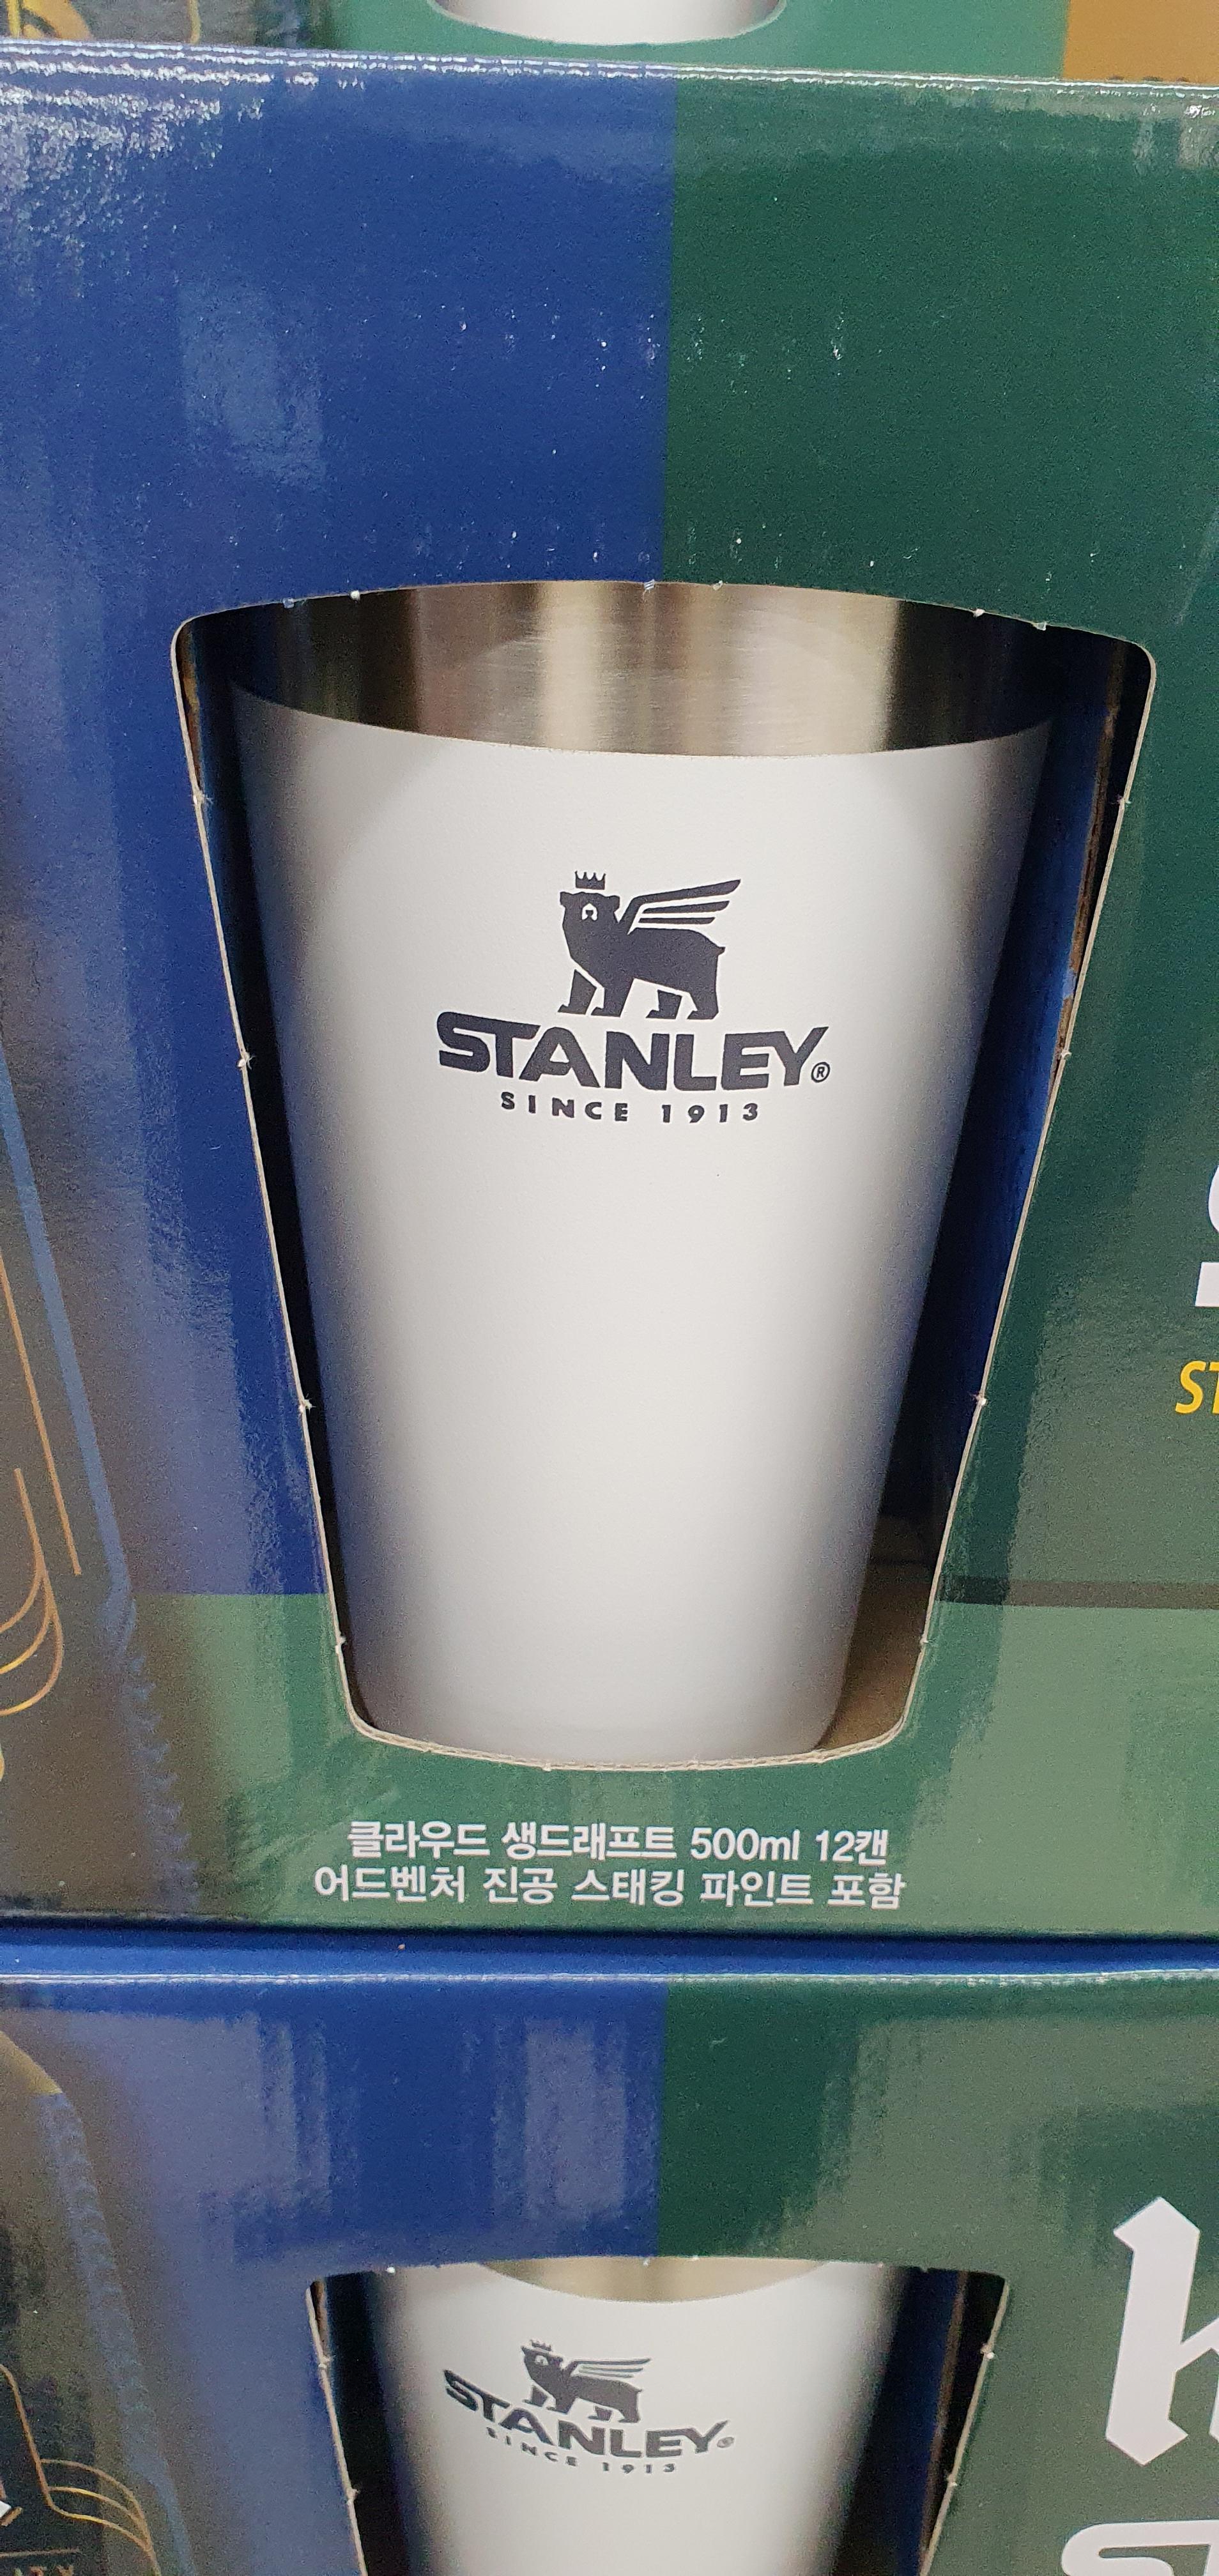 STANLEY®
SINCE 1913
ST
클라우드 생드래프트 500ml 12캔
어드벤처 진공 스태킹 파인트 포함
STANLEY®
SINCE 1913